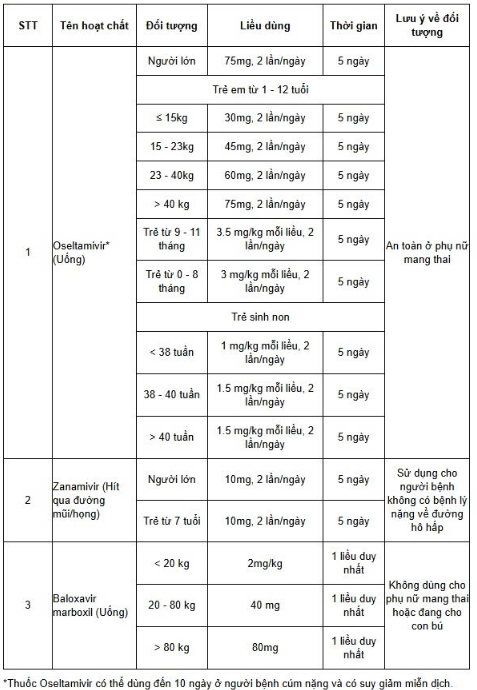 STT Tên hoạt chất Đối tượng Liều dùng Thời gian Lưu ý về đối
tượng
1
Oseltamivir*
(Uống)
Người lớn 75mg, 2 lần/ngày 5 ngày
Trẻ em từ 1 - 12 tuổi
≤ 15kg 30mg, 2 lần/ngày 5 ngày
15 - 23kg 45mg, 2 lần/ngày 5 ngày
23 - 40kg 60mg, 2 lần/ngày 5 ngày
> 40 kg 75mg, 2 lần/ngày 5 ngày
Trẻ từ 9 - 11
tháng
3.5 mg/kg mỗi liều, 2
lần/ngày
5 ngày
Trẻ từ 0 - 8
tháng
3 mg/kg mỗi liều, 2
lần/ngày
5 ngày
Trẻ sinh non
< 38 tuần
1 mg/kg mỗi liều, 2
lần/ngày
5 ngày
38 - 40 tuần
1.5 mg/kg mỗi liều, 2
lần/ngày
5 ngày
> 40 tuần
1.5 mg/kg mỗi liều, 2
lần/ngày
5 ngày
An toàn ở phụ nữ
mang thai
2
Zanamivir (Hít
qua đường
mũi/họng)
Người lớn 10mg, 2 lần/ngày 5 ngày
Trẻ từ 7 tuổi 10mg, 2 lần/ngày 5 ngày
Sử dụng cho
người bệnh
không có bệnh lý
nặng về đường
hô hấp
3
Baloxavir
marboxil (Uống)
< 20 kg 2mg/kg
1 liều duy
nhất
20 - 80 kg 40 mg
1 liều duy
nhất
> 80 kg 80mg
1 liều duy
nhất
Không dùng cho
phụ nữ mang thai
hoặc đang cho
con bú
*Thuốc Oseltamivir có thể dùng đến 10 ngày ở người bệnh cúm nặng và có suy giảm miễn dịch.